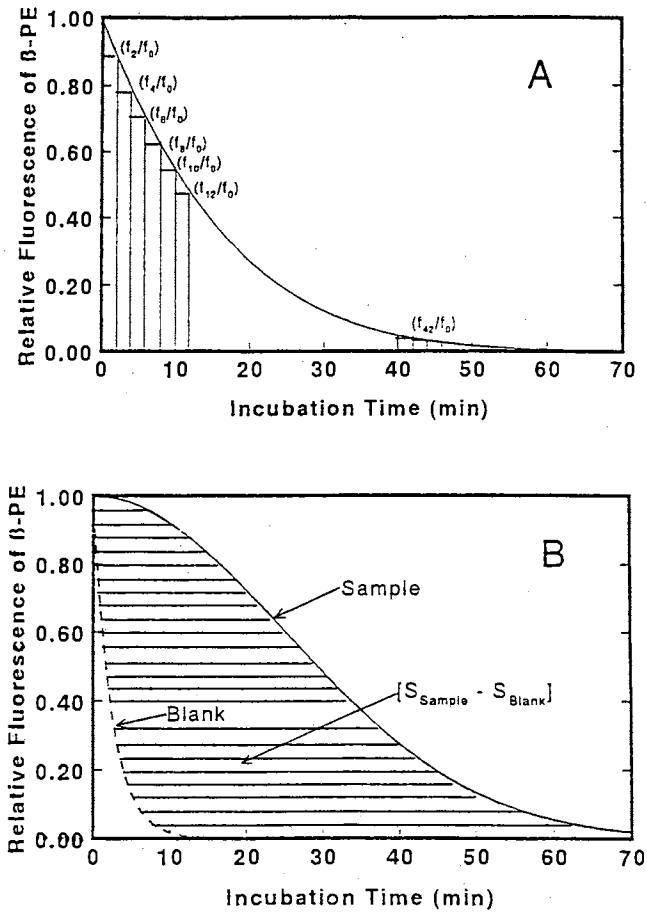 Relative Fluorescence of ß-PE
1.00
0.80
0.60
0.40
0.20
0.00
A
(f2/f0)
(f4/f0)
(f6/f0)
(f8/f0)
(f10/f0)
(f12/f0)
(f42/f0)
0 10 20 30 40 50 60 70
Incubation Time (min)
Relative Fluorescence of ß-PE
1.00
0.80
0.60
0.40
0.20
0.00
B
Sample
[SSample - SBlank]
Blank
0 10 20 30 40 50 60 70
Incubation Time (min)